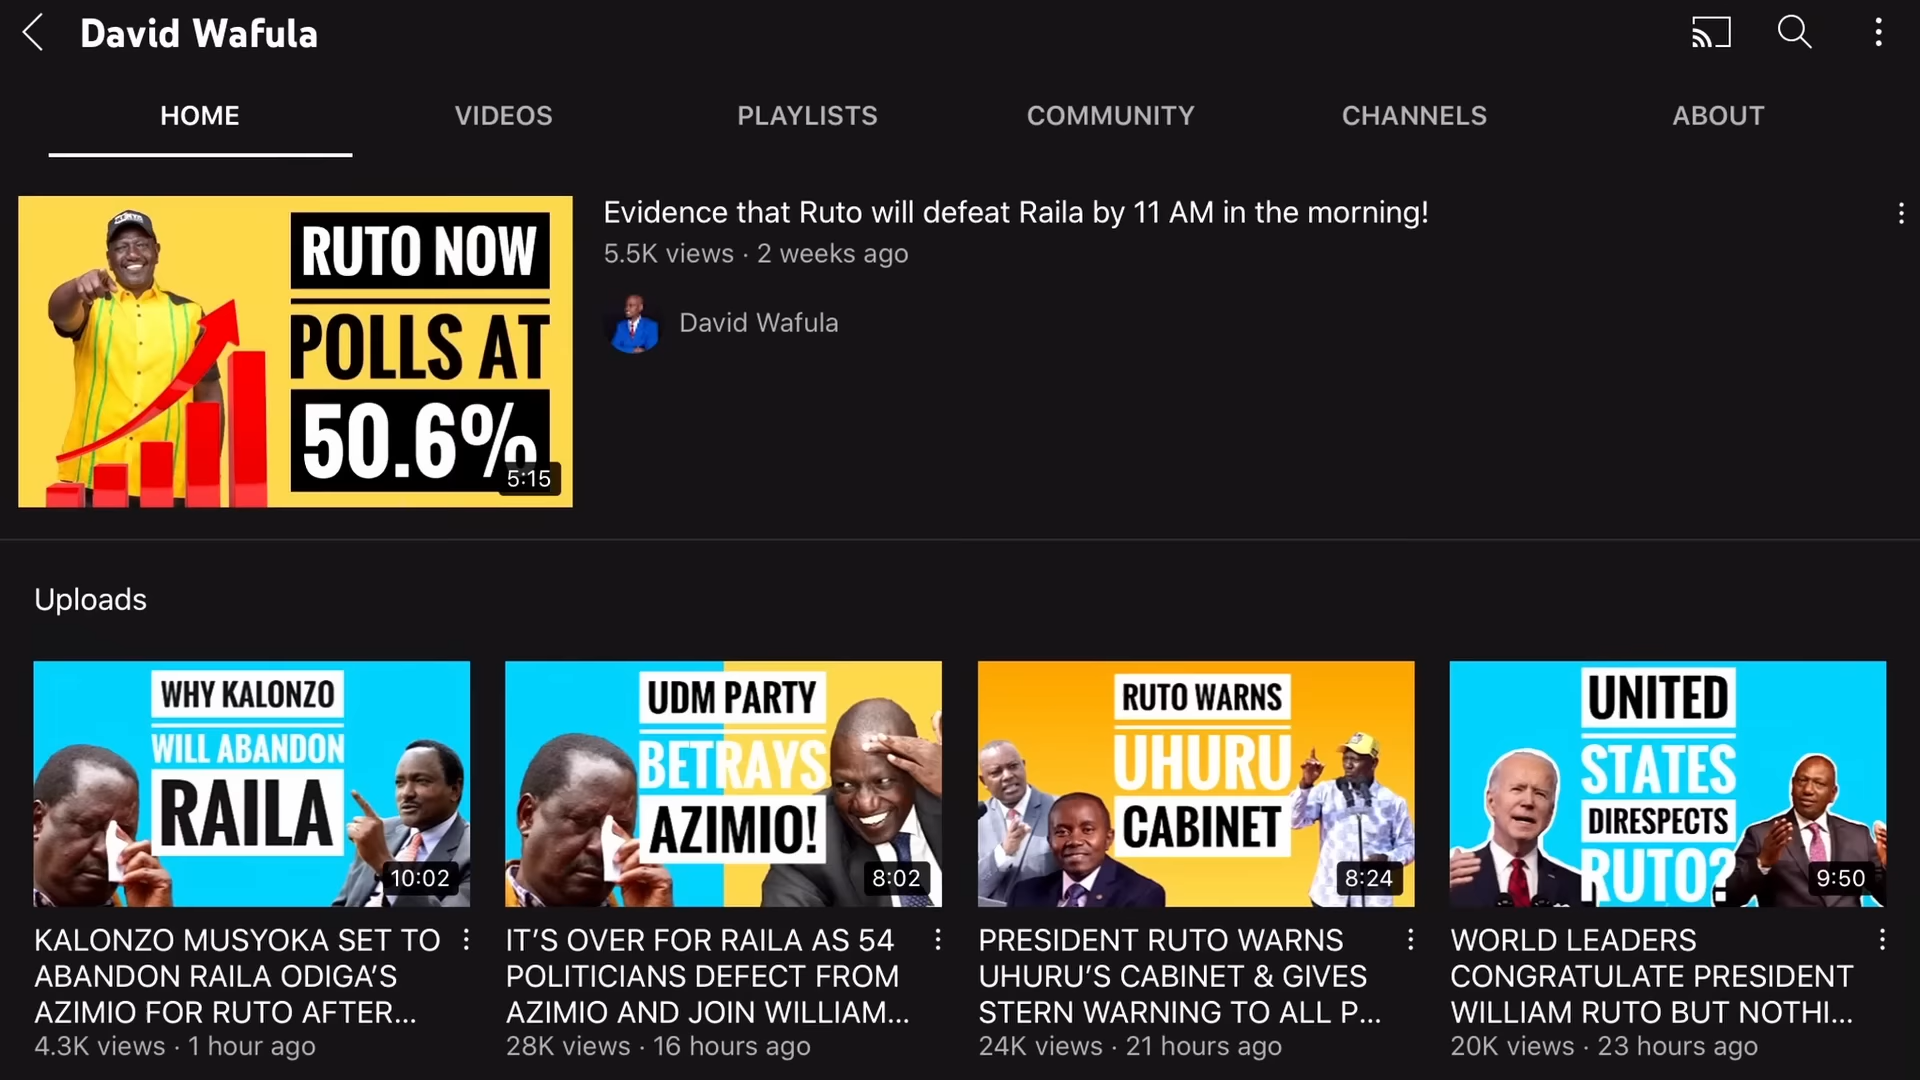 David Wafula
HOME
VIDEOS
PLAYLISTS
COMMUNITY
CHANNELS
ABOUT
RUTO NOW
POLLS AT
50.6%
5:15
Evidence that Ruto will defeat Raila by 11 AM in the morning!
5.5K views · 2 weeks ago
David Wafula
Uploads
WHY KALONZO
WILL ABANDON
RAILA
10:02
KALONZO MUSYOKA SET TO
ABANDON RAILA ODIGA’S
AZIMIO FOR RUTO AFTER...
4.3K views · 1 hour ago
UDM PARTY
BETRAYS
AZIMIO!
8:02
IT’S OVER FOR RAILA AS 54
POLITICIANS DEFECT FROM
AZIMIO AND JOIN WILLIAM...
28K views · 16 hours ago
RUTO WARNS
UHURU
CABINET
8:24
PRESIDENT RUTO WARNS
UHURU’S CABINET & GIVES
STERN WARNING TO ALL P...
24K views · 21 hours ago
UNITED
STATES
DIRESPECTS
RUTO?
9:50
WORLD LEADERS
CONGRATULATE PRESIDENT
WILLIAM RUTO BUT NOTHI...
20K views · 23 hours ago